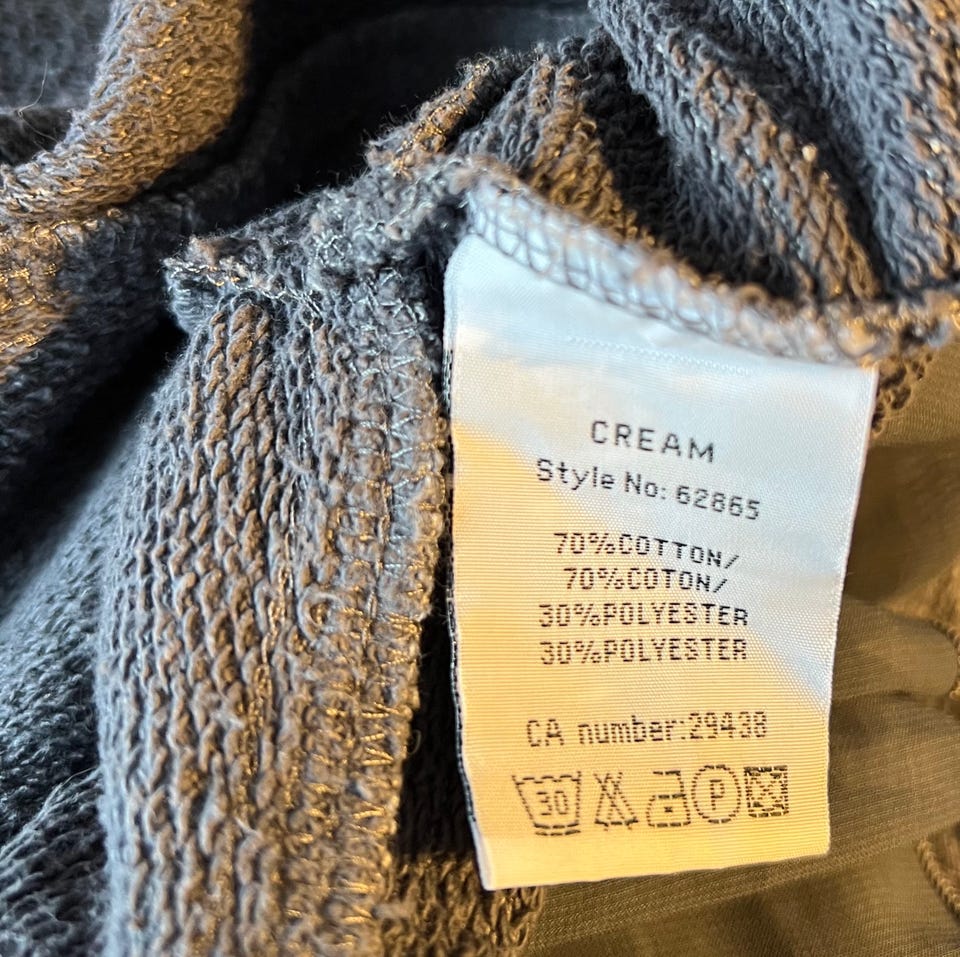 CREAM
Style No: 62865
70%COTTON/
70%COTON/
30%POLYESTER
30%POLYESTER
CA number:29438
30 P